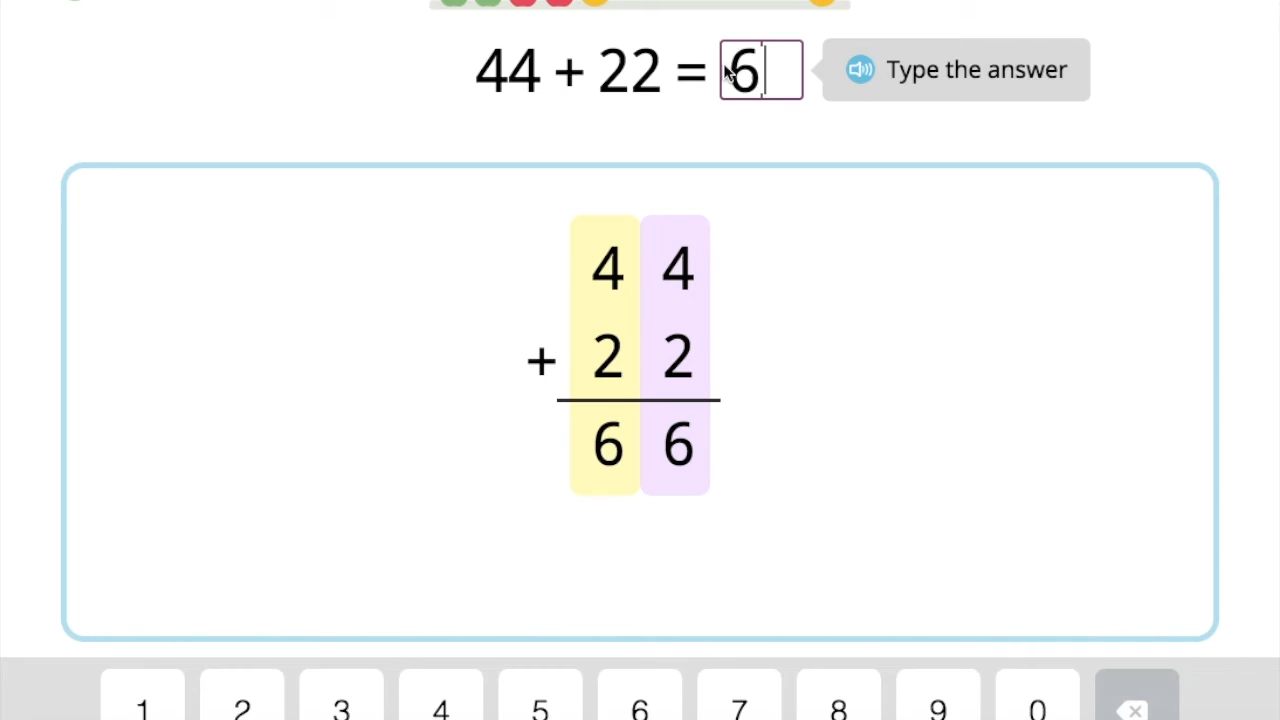 44 + 22 = 6
Type the answer
4 4
+ 2 2
6 6
1 2 3 4 5 6 7 8 9 0